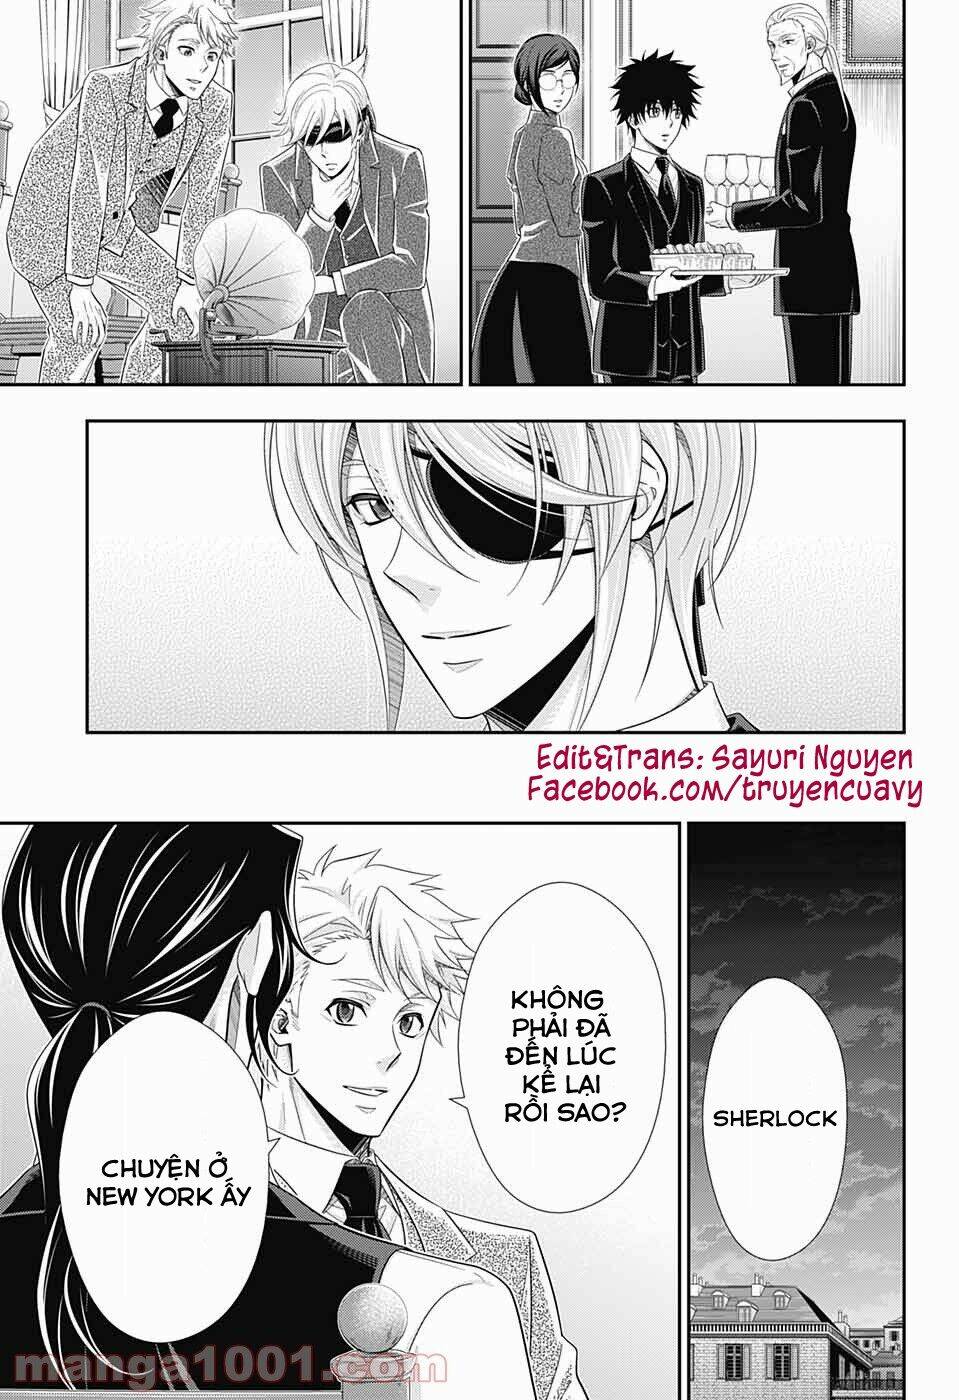 Edit&Trans: Sayuri Nguyen
Facebook.com/truyencuavy
SHERLOCK
KHÔNG
PHẢI ĐÃ
ĐẾN LÚC
KỂ LẠI
RỒI SAO?
CHUYỆN Ở
NEW YORK ẤY
manga1001.com